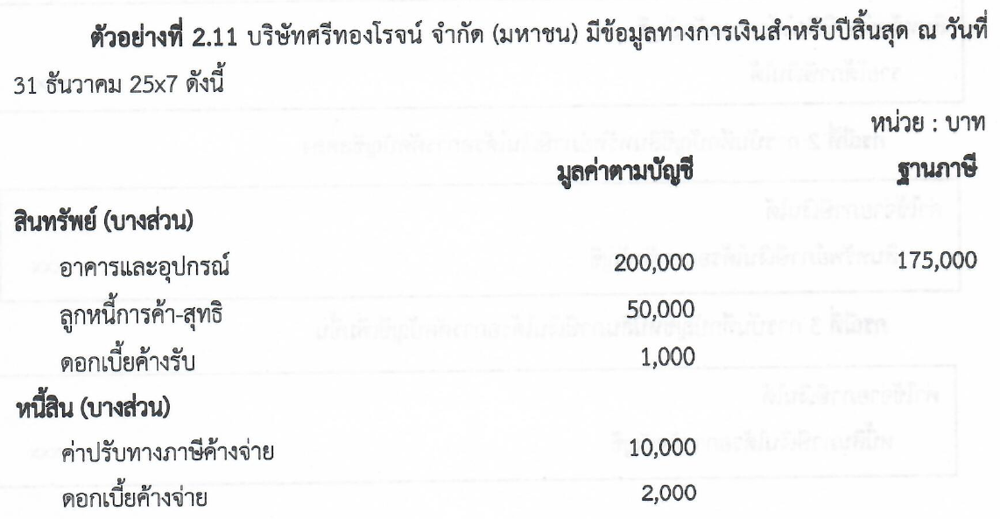 ตัวอย่างที่ 2.11 บริษัทศรีทองโรจน์ จำกัด (มหาชน) มีข้อมูลทางการเงินสำหรับปีสิ้นสุด ณ วันที่
31 ธันวาคม 25x7 ดังนี้
หน่วย : บาท
มูลค่าตามบัญชี ฐานภาษี
สินทรัพย์ (บางส่วน)
อาคารและอุปกรณ์ 200,000 175,000
ลูกหนี้การค้า-สุทธิ 50,000
ดอกเบี้ยค้างรับ 1,000
หนี้สิน (บางส่วน)
ค่าปรับทางภาษีค้างจ่าย 10,000
ดอกเบี้ยค้างจ่าย 2,000